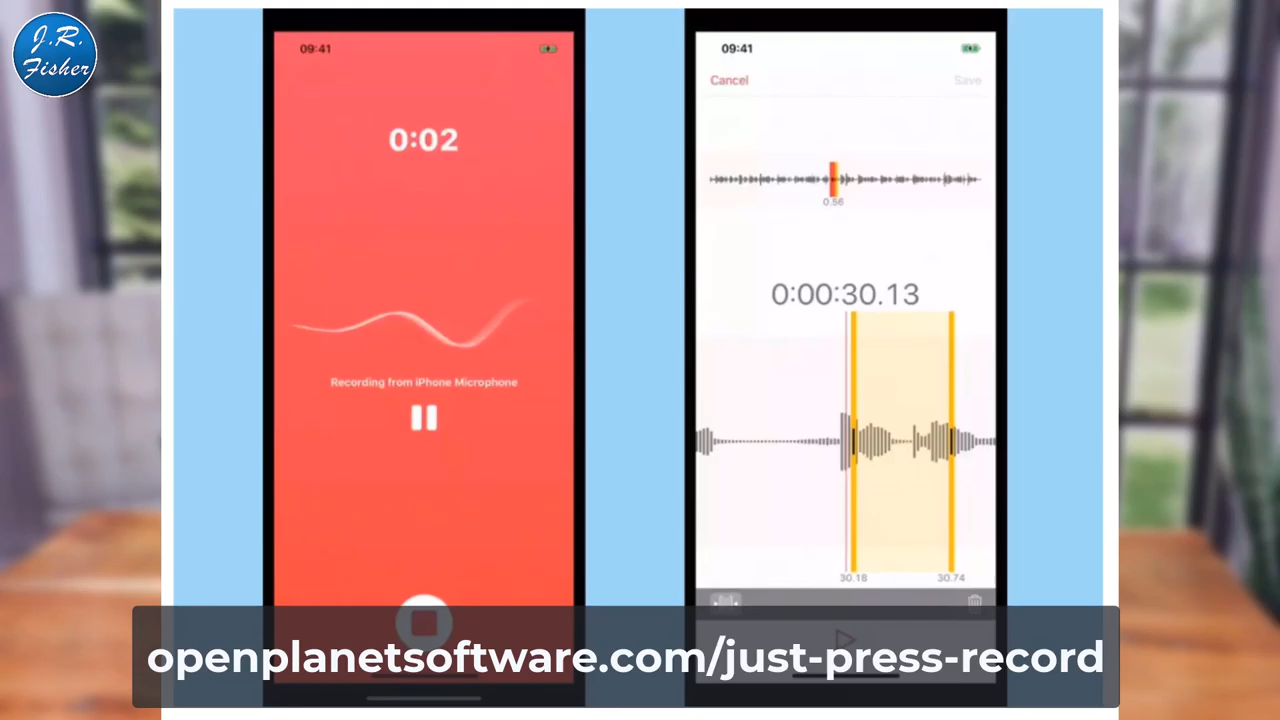 J.R.
Fisher
09:41
0:02
Recording from iPhone Microphone
09:41
Cancel
Save
0.56
0:00:30.13
30.18
30.74
openplanetsoftware.com/just-press-record